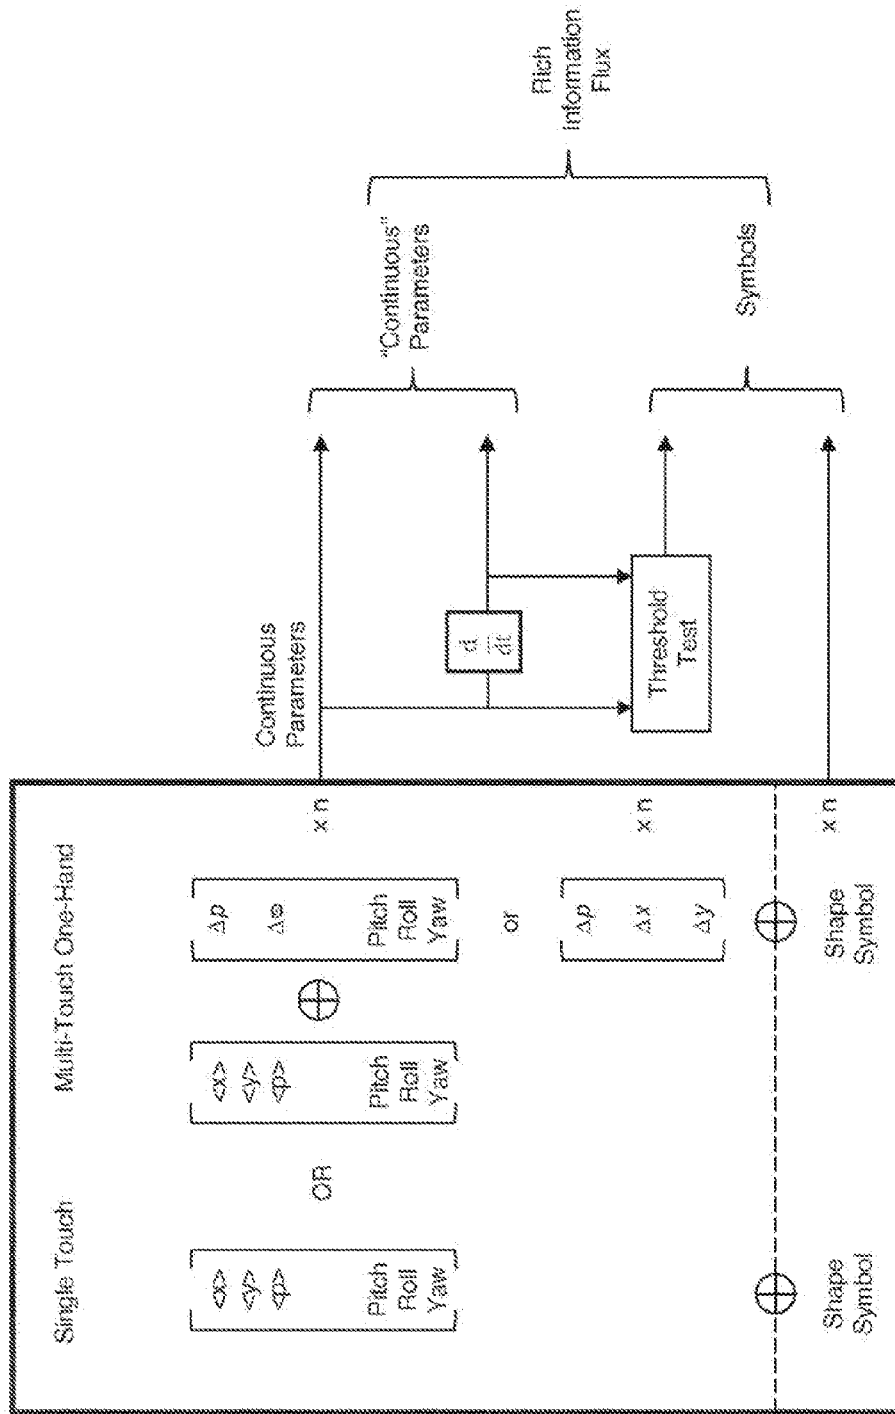 Single Touch
Multi-Touch One-Hand
<x>
<y>
<p>
Pitch
Roll
Yaw
OR
<x>
<y>
<p>
Pitch
Roll
Yaw
Δp
Pitch
Roll
Yaw
x n
or
Δp
Δx
Δy
x n
Shape
Symbol
Shape
Symbol
x n
Continuous
Parameters
d
dt
Threshold
Test
"Continuous"
Parameters
Symbols
Rich
Information
Flux